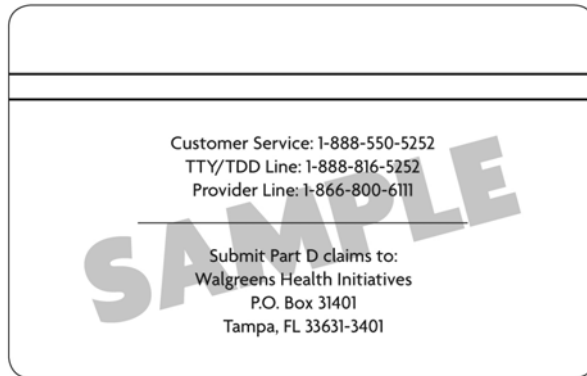 Customer Service: 1-888-550-5252
TTY/TDD Line: 1-888-816-5252
Provider Line: 1-866-800-6111
SAMPLE
Submit Part D claims to:
Walgreens Health Initiatives
P.O. Box 31401
Tampa, FL 33631-3401